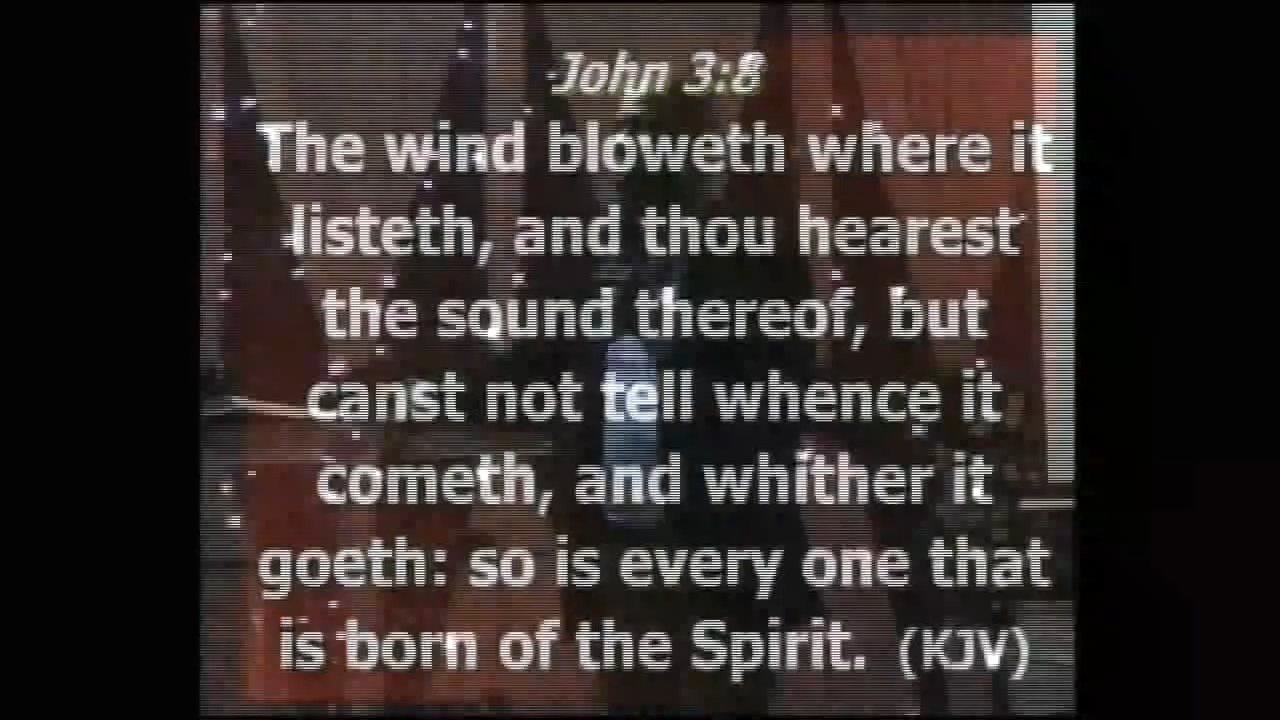 John 3:8
The wind bloweth where it
listeth, and thou hearest
the sound thereof, but
canst not tell whence it
cometh, and whither it
goeth: so is every one that
is born of the Spirit. (KJV)